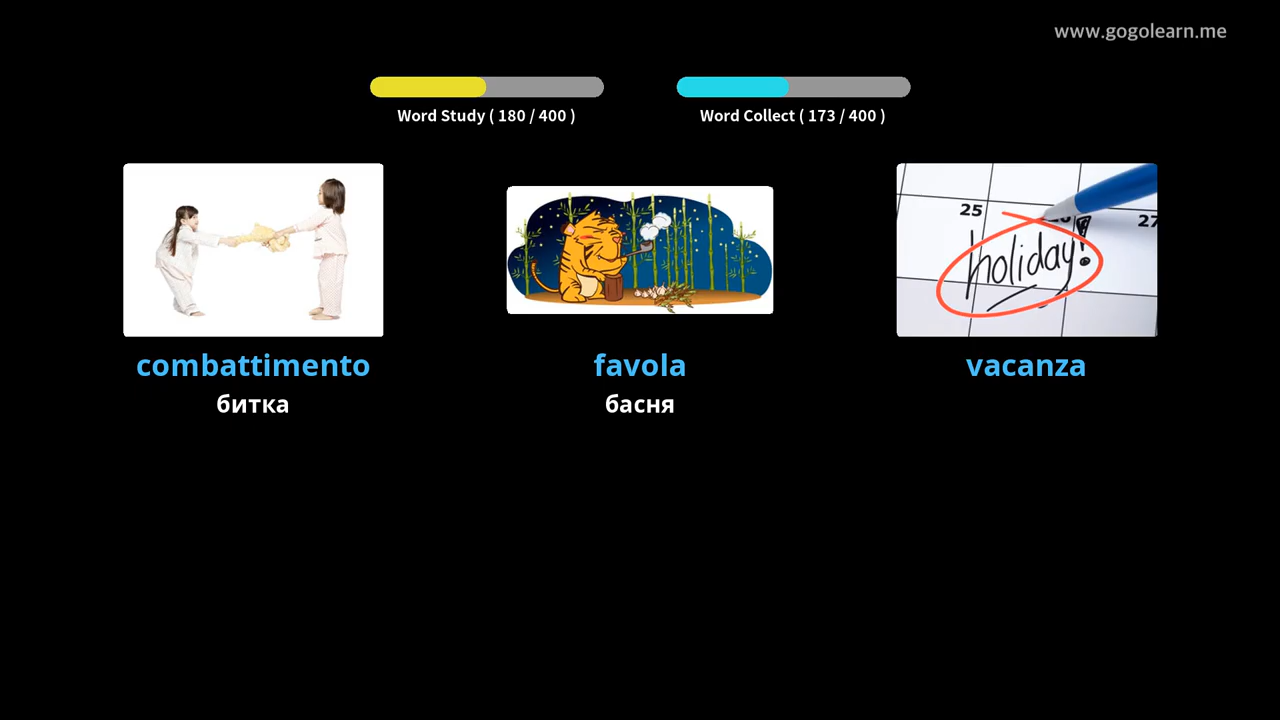 www.gogolearn.me
Word Study ( 180 / 400 )
Word Collect ( 173 / 400 )
25
27
holiday!
combattimento
favola
vacanza
битка
басня